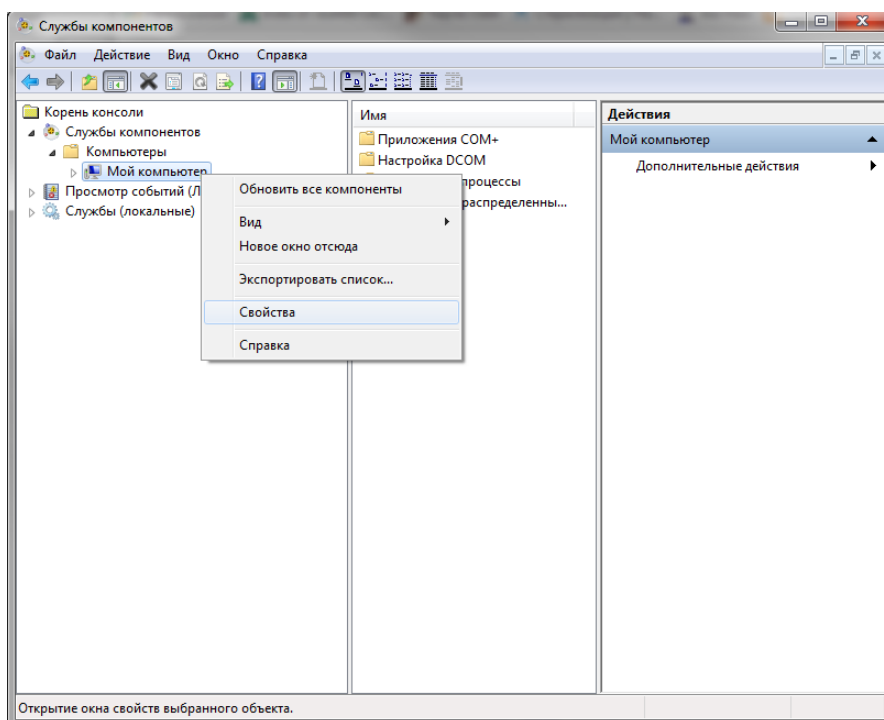 Службы компонентов
Файл Действие Вид Окно Справка
Корень консоли
Службы компонентов
Компьютеры
Мой компьютер
Просмотр событий (Л
Службы (локальные)
Имя
Приложения COM+
Настройка DCOM
процессы
распределенны...
Обновить все компоненты
Вид
Новое окно отсюда
Экспортировать список...
Свойства
Справка
Действия
Мой компьютер
Дополнительные действия
Открытие окна свойств выбранного объекта.